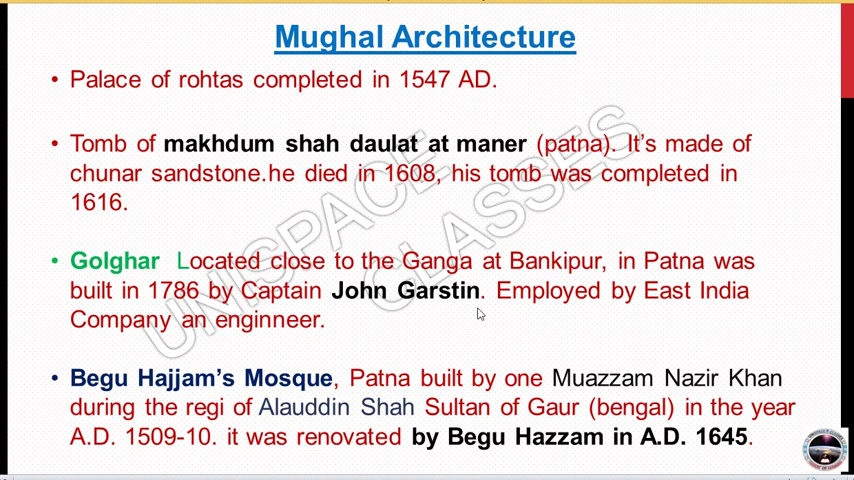 Mughal Architecture
• Palace of rohtas completed in 1547 AD.
• Tomb of makhdum shah daulat at maner (patna). It's made of
chunar sandstone.he died in 1608, his tomb was completed in
1616.
• Golghar Located close to the Ganga at Bankipur, in Patna was
built in 1786 by Captain John Garstin. Employed by East India
Company an enginneer.
• Begu Hajjam's Mosque, Patna built by one Muazzam Nazir Khan
during the regi of Alauddin Shah Sultan of Gaur (bengal) in the year
A.D. 1509-10. it was renovated by Begu Hazzam in A.D. 1645.
UNISPACE
CLASSES